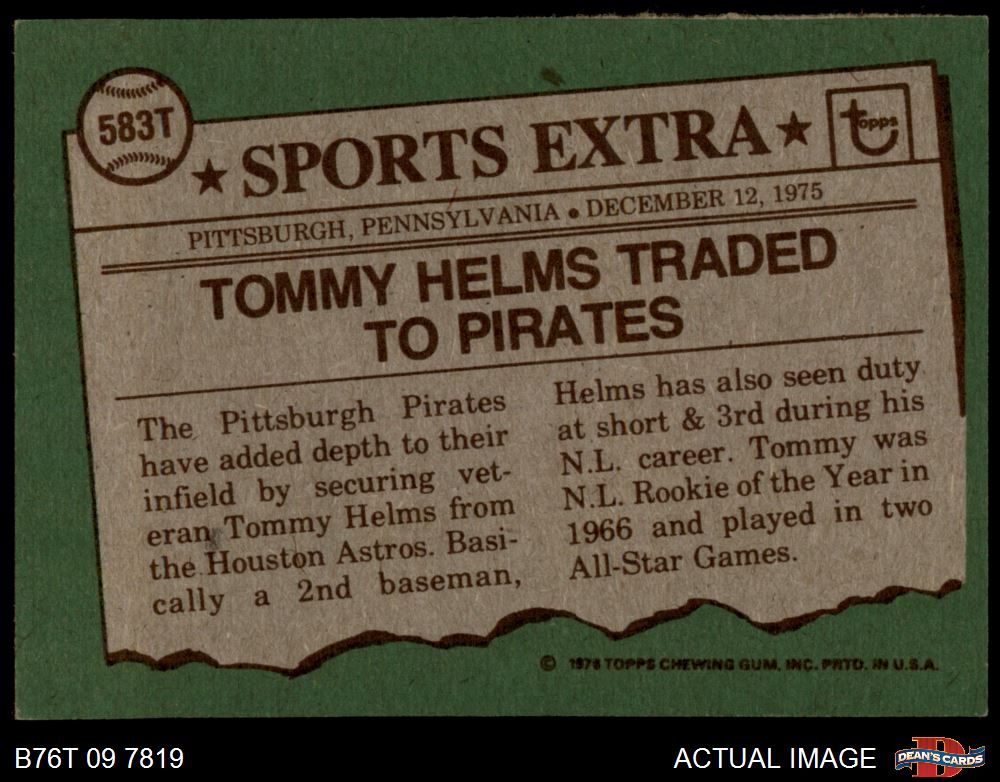 583T
★ SPORTS EXTRA ★
topps
PITTSBURGH, PENNSYLVANIA • DECEMBER 12, 1975
TOMMY HELMS TRADED
TO PIRATES
The Pittsburgh Pirates
have added depth to their
infield by securing vet-
eran Tommy Helms from
the Houston Astros. Basi-
cally a 2nd baseman,
Helms has also seen duty
at short & 3rd during his
N.L. career. Tommy was
N.L. Rookie of the Year in
1966 and played in two
All-Star Games.
© 1976 TOPPS CHEWING GUM, INC. PRTD. IN U.S.A.
B76T 09 7819
ACTUAL IMAGE
D
DEAN'S CARDS